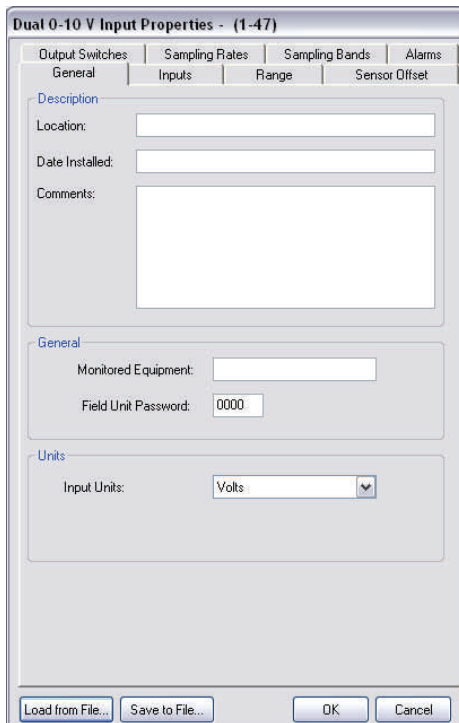 Dual 0-10 V Input Properties - (1-47)
Output Switches Sampling Rates Sampling Bands Alarms
General Inputs Range Sensor Offset
Description
Location:
Date Installed:
Comments:
General
Monitored Equipment:
Field Unit Password: 0000
Units
Input Units: Volts
Load from File... Save to File... OK Cancel